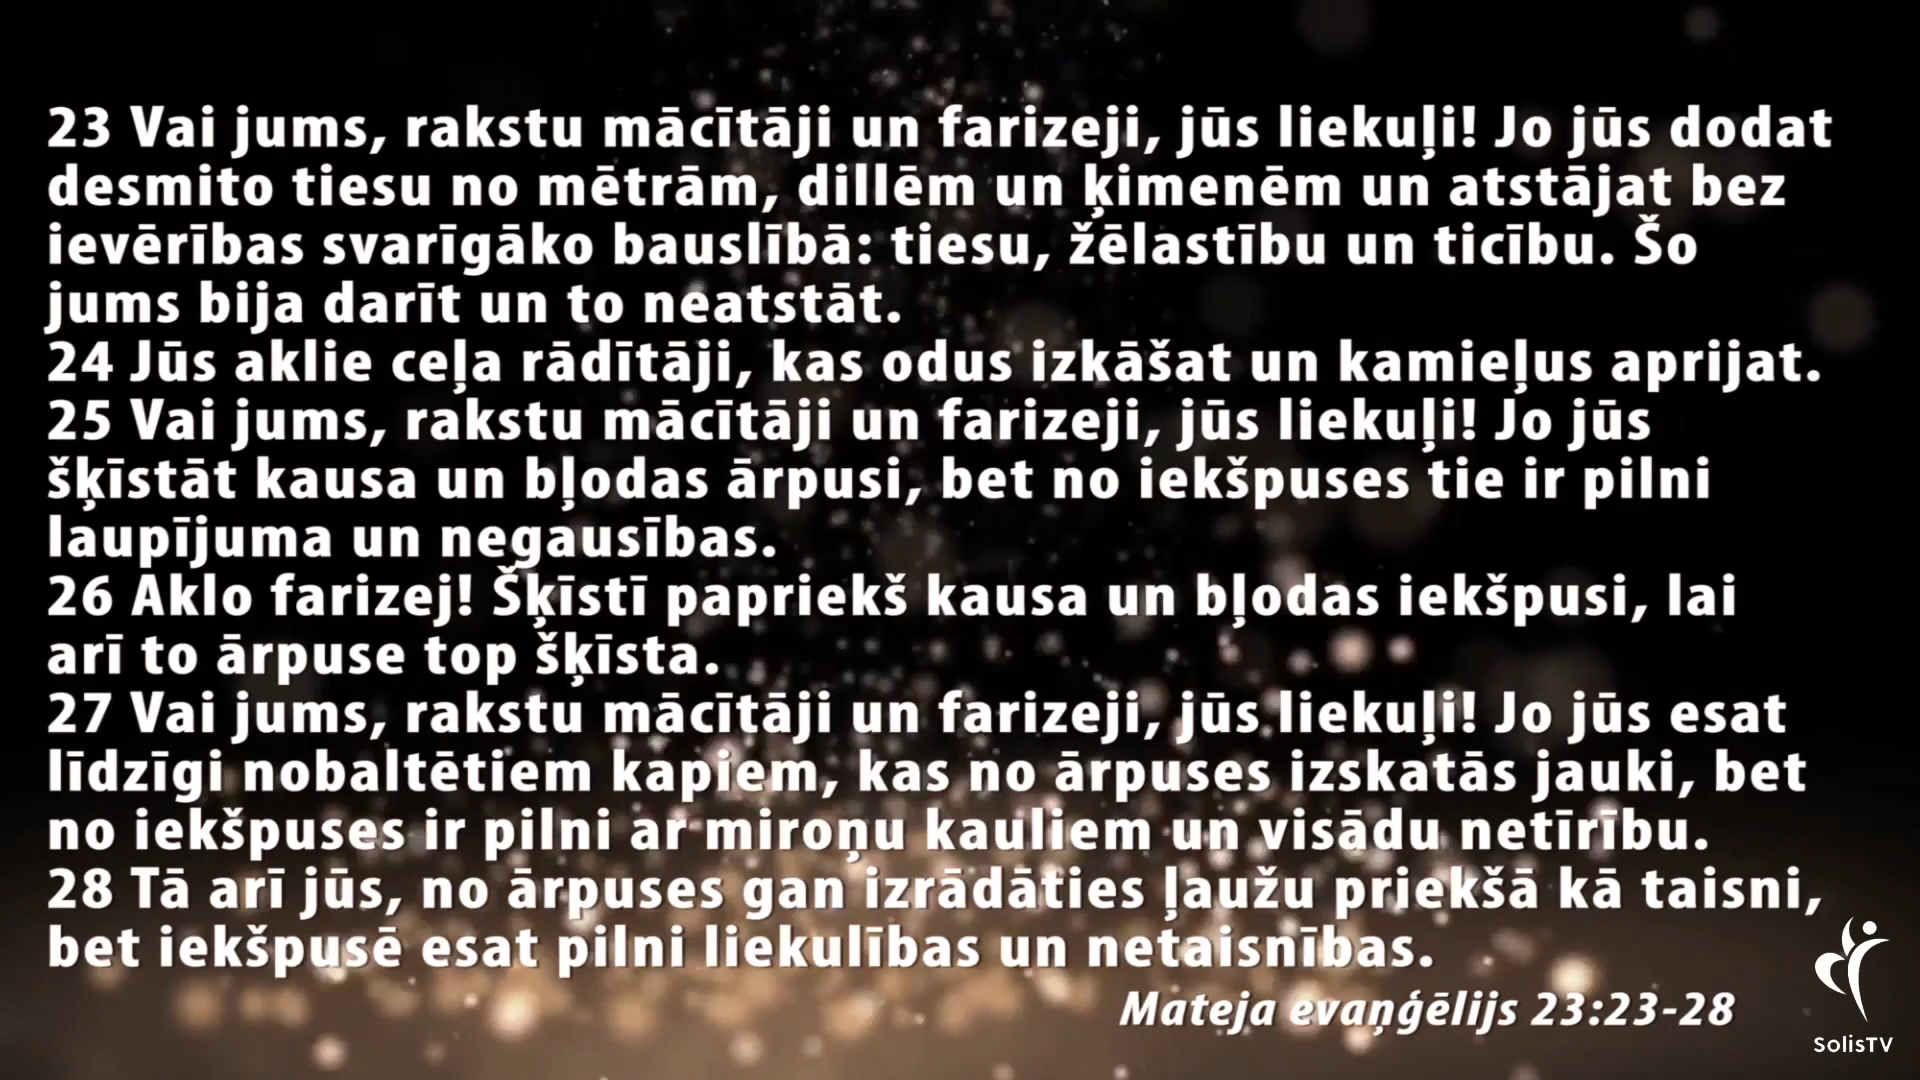 23 Vai jums, rakstu mācītāji un farizeji, jūs liekuļi! Jo jūs dodat
desmito tiesu no mētrām, dillēm un ķimenēm un atstājat bez
ievērības svarīgāko bauslībā: tiesu, žēlastību un ticību. Šo
jums bija darīt un to neatstāt.
24 Jūs aklie ceļa rādītāji, kas odus izkāšat un kamieļus aprijat.
25 Vai jums, rakstu mācītāji un farizeji, jūs liekuļi! Jo jūs
šķīstāt kausa un bļodas ārpusi, bet no iekšpuses tie ir pilni
laupījuma un negausības.
26 Aklo farizej! Šķīstī papriekš kausa un bļodas iekšpusi, lai
arī to ārpuse top šķīsta.
27 Vai jums, rakstu mācītāji un farizeji, jūs liekuļi! Jo jūs esat
līdzīgi nobaltētiem kapiem, kas no ārpuses izskatās jauki, bet
no iekšpuses ir pilni ar miroņu kauliem un visādu netīrību.
28 Tā arī jūs, no ārpuses gan izrādāties ļaužu priekšā kā taisni,
bet iekšpusē esat pilni liekulības un netaisnības.
Mateja evaņģēlijs 23:23-28
SolisTV